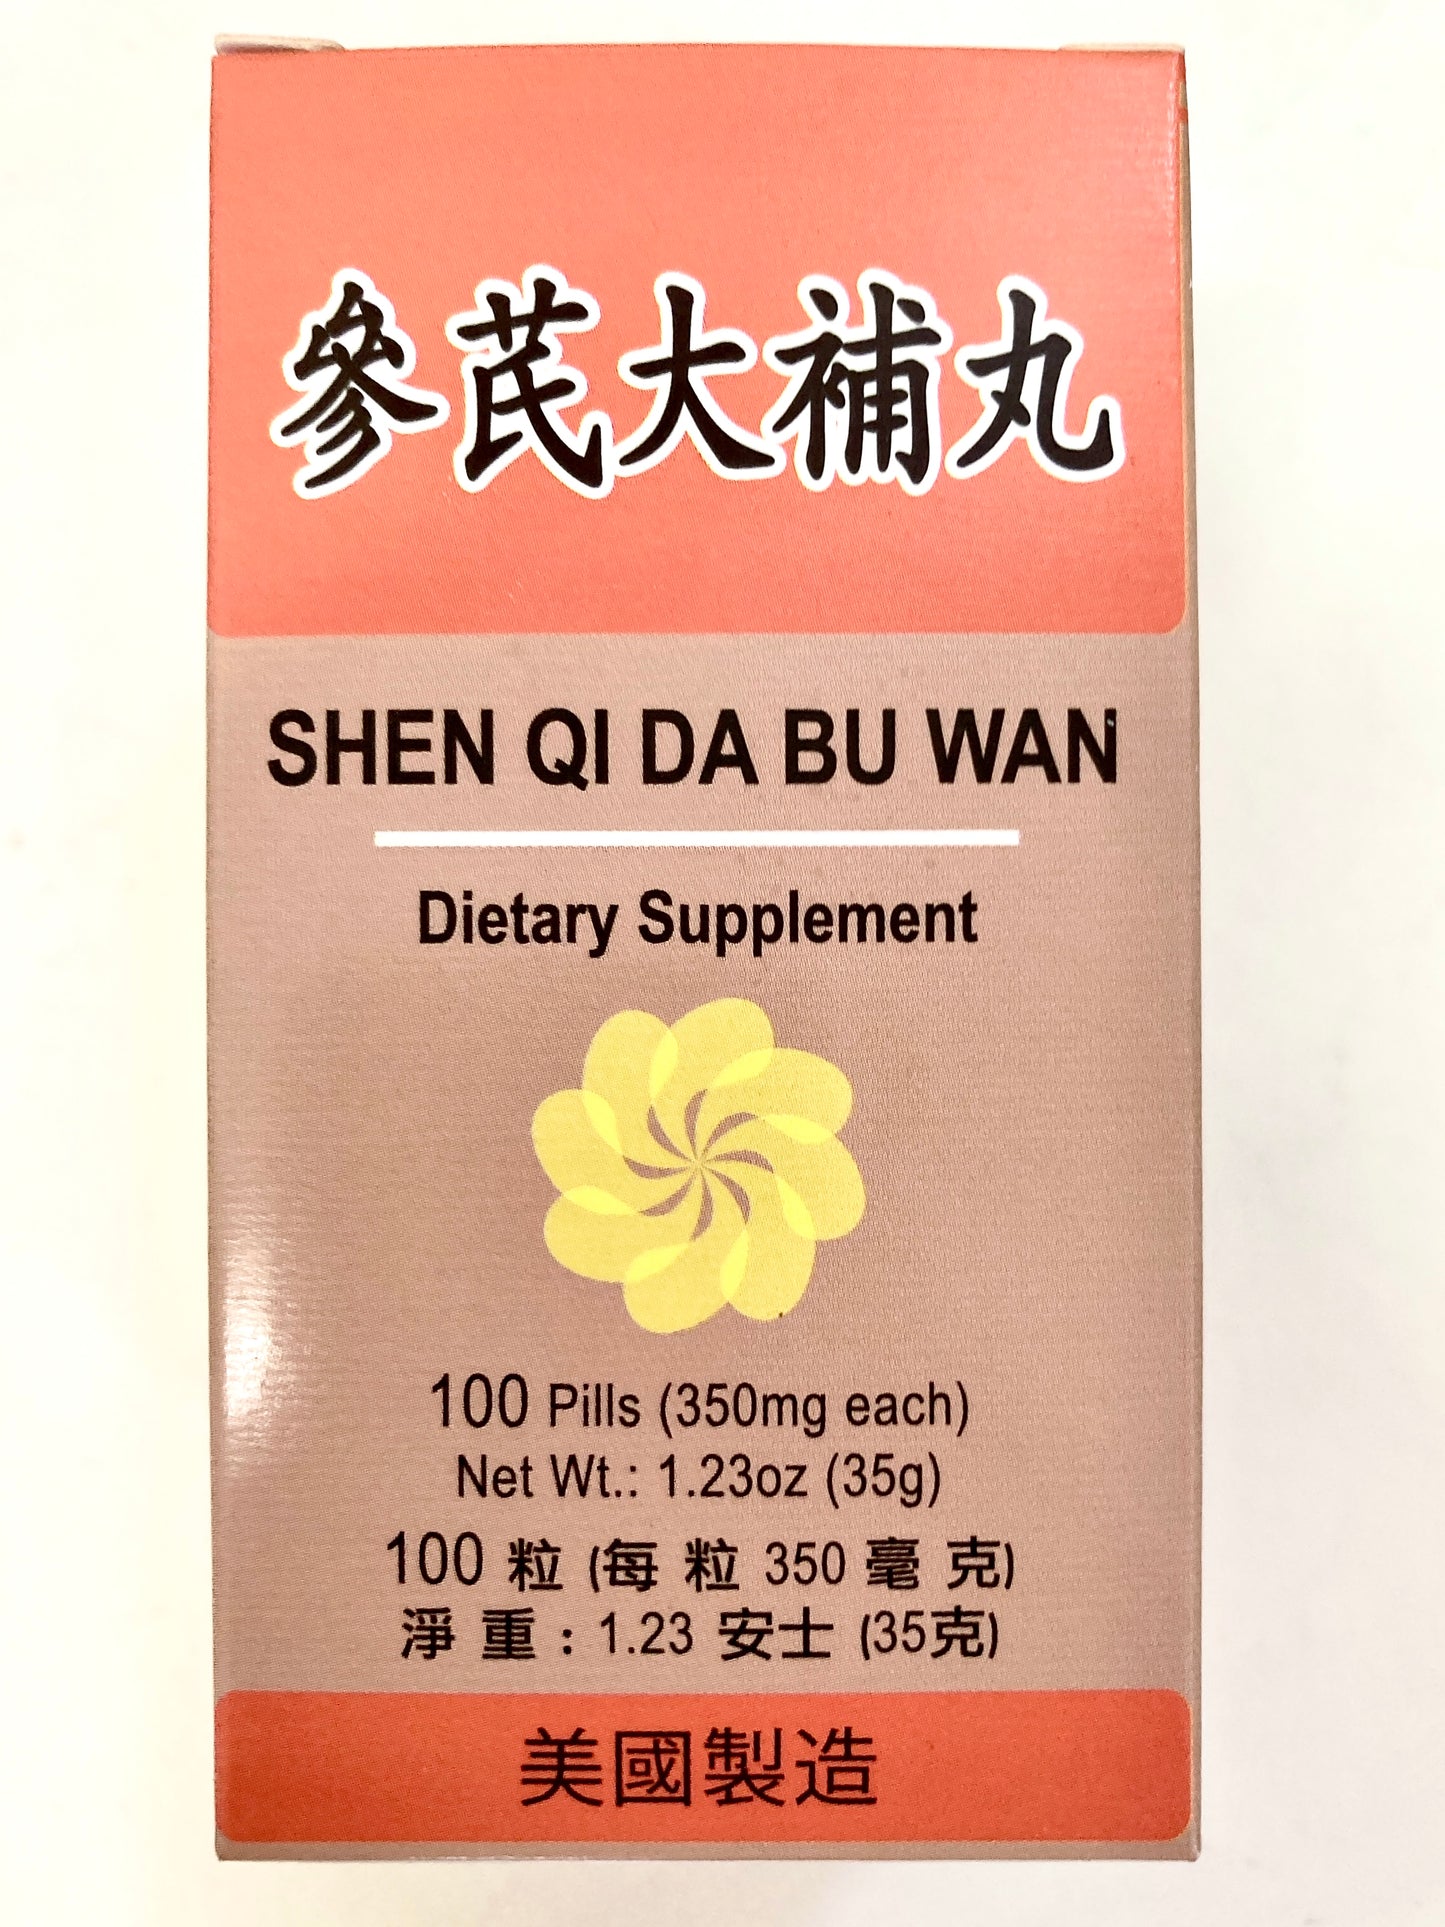 參芪大補丸
SHEN QI DA BU WAN
Dietary Supplement
100 Pills (350mg each)
Net Wt.: 1.23oz (35g)
100 粒 (每 粒 350 毫 克)
淨 重 : 1.23 安士 (35克)
美國製造